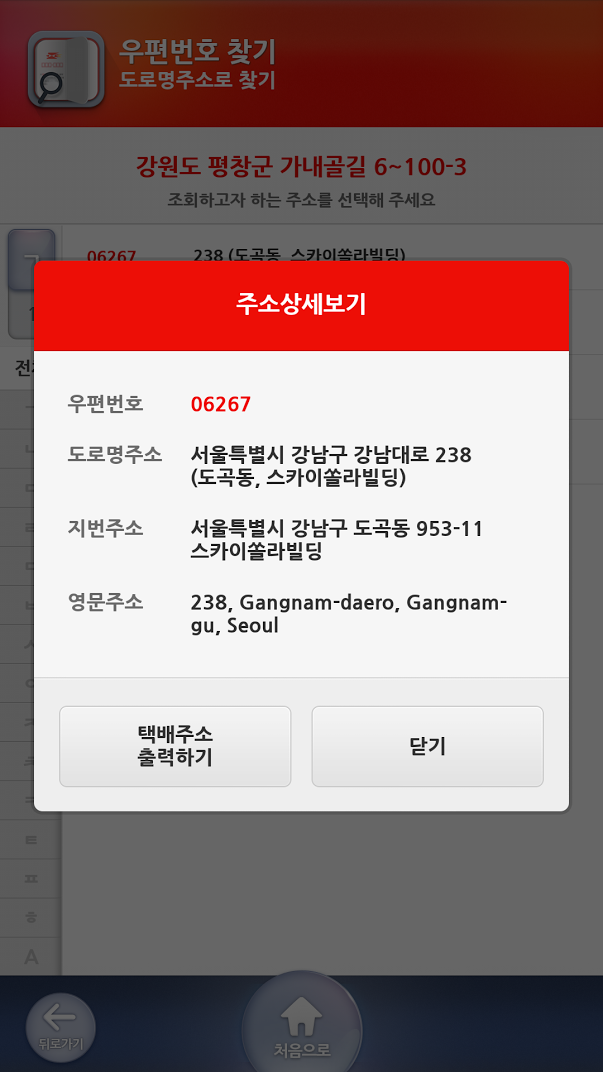 우편번호 찾기
도로명주소로 찾기
강원도 평창군 가내골길 6~100-3
조회하고자 하는 주소를 선택해 주세요
06267 238 (도곡동, 스카이쏠라빌딩)
주소상세보기
우편번호 06267
도로명주소 서울특별시 강남구 강남대로 238
(도곡동, 스카이쏠라빌딩)
지번주소 서울특별시 강남구 도곡동 953-11
스카이쏠라빌딩
영문주소 238, Gangnam-daero, Gangnam-
gu, Seoul
택배주소
출력하기
닫기
ㅌ
ㅍ
ㅎ
A
뒤로가기
처음으로